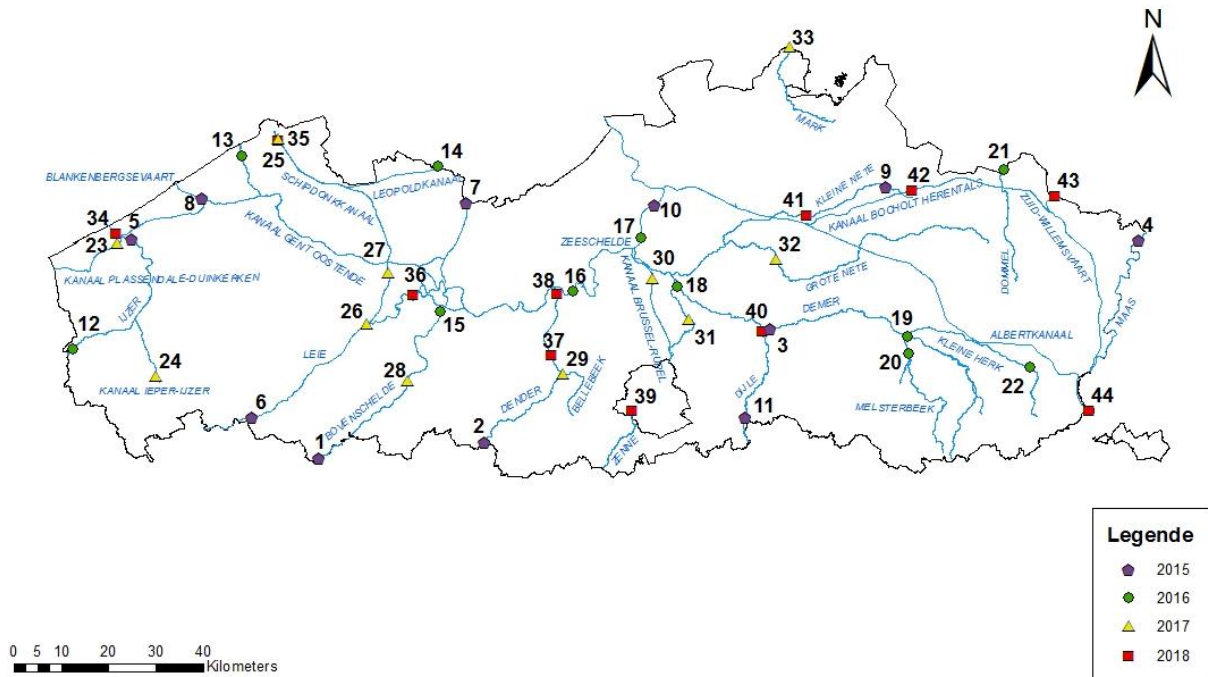 N
33
MARK
13
35
25
14
21
BLANKENBERGSEVAART
SCHIPDONKKANAAL
LEOPOLDKANAAL
7
8
KLEINE NETE
9
42
41
KANAAL BOCHOLT HERENTALS
43
10
34
5
23
17
ZEESCHELDE
KANAAL GENT OOSTENDE
ZUID-WILLEMSVAART
4
KANAAL PLASSENDALE-DUINKERKEN
27
36
30
32
GROTE NETE
DOMMEL
38
16
18
KANAAL BRUSSEL-RUPEL
IJZER
12
26
15
31
40
3
DEMER
19
ALBERTKANAAL
MAAS
24
LEIE
37
20
KLEINE HERK
KANAAL IEPER-IJZER
28
29
22
BOVENSCHELDE
DENDER
BELLEBEEK
DIJLE
MELSTERBEEK
6
39
11
44
1
2
ZENNE
Legende
2015
2016
2017
2018
0 5 10 20 30 40
Kilometers